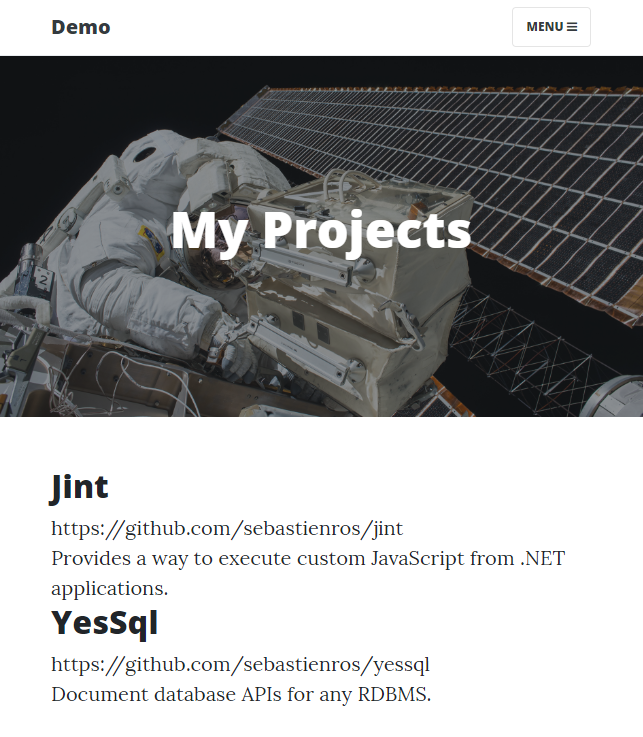 Demo
MENU
My Projects
2
Jint
https://github.com/sebastienros/jint
Provides a way to execute custom JavaScript from .NET
applications.
YesSql
https://github.com/sebastienros/yessql
Document database APIs for any RDBMS.